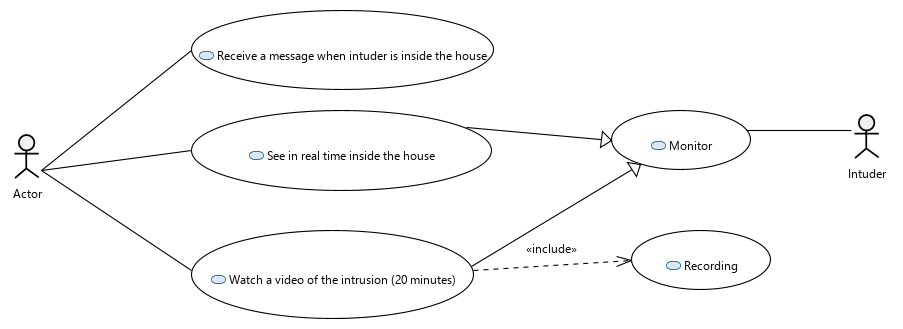 Receive a message when intuder is inside the house
See in real time inside the house
Monitor
Actor
Intuder
«include»
Recording
Watch a video of the intrusion (20 minutes)